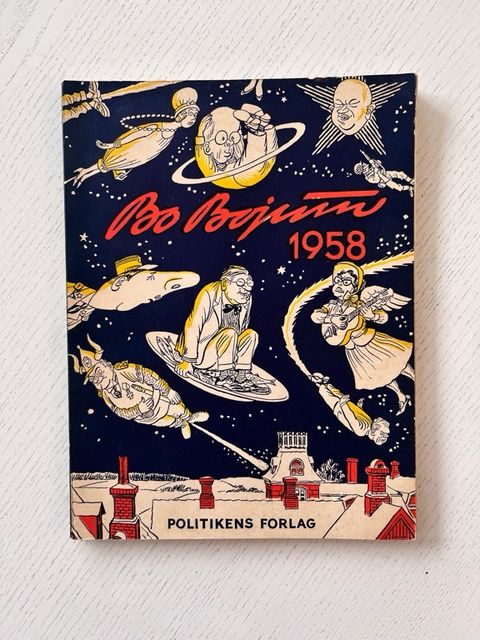 Bo Bojesen
1958
POLITIKENS FORLAG